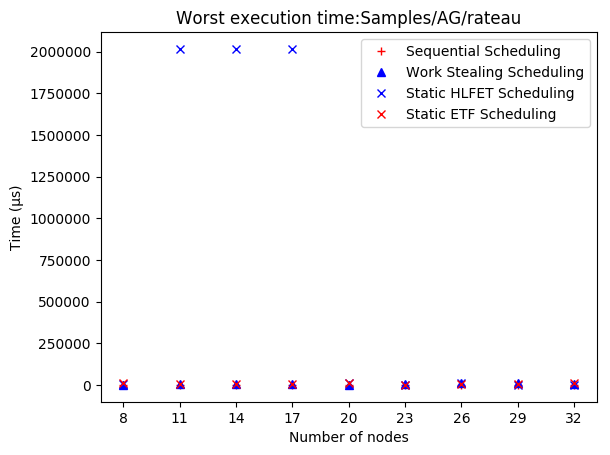 Worst execution time:Samples/AG/rateau
Sequential Scheduling
Work Stealing Scheduling
Static HLFET Scheduling
Static ETF Scheduling
Time (µs)
2000000
1750000
1500000
1250000
1000000
750000
500000
250000
0
8 11 14 17 20 23 26 29 32
Number of nodes